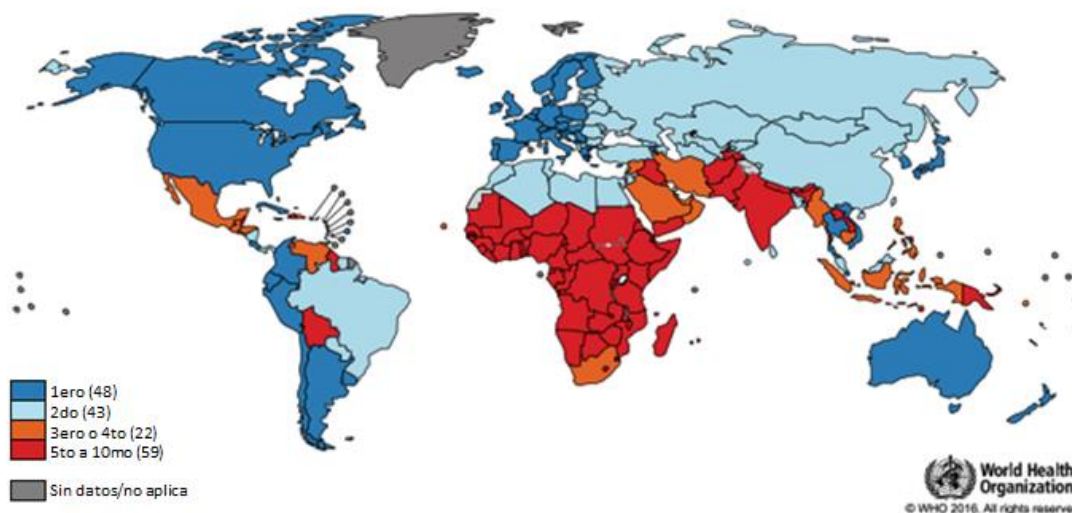 1ero (48)
2do (43)
3ero o 4to (22)
5to a 10mo (59)
Sin datos/no aplica
World Health
Organization
© WHO 2016. All rights reserve